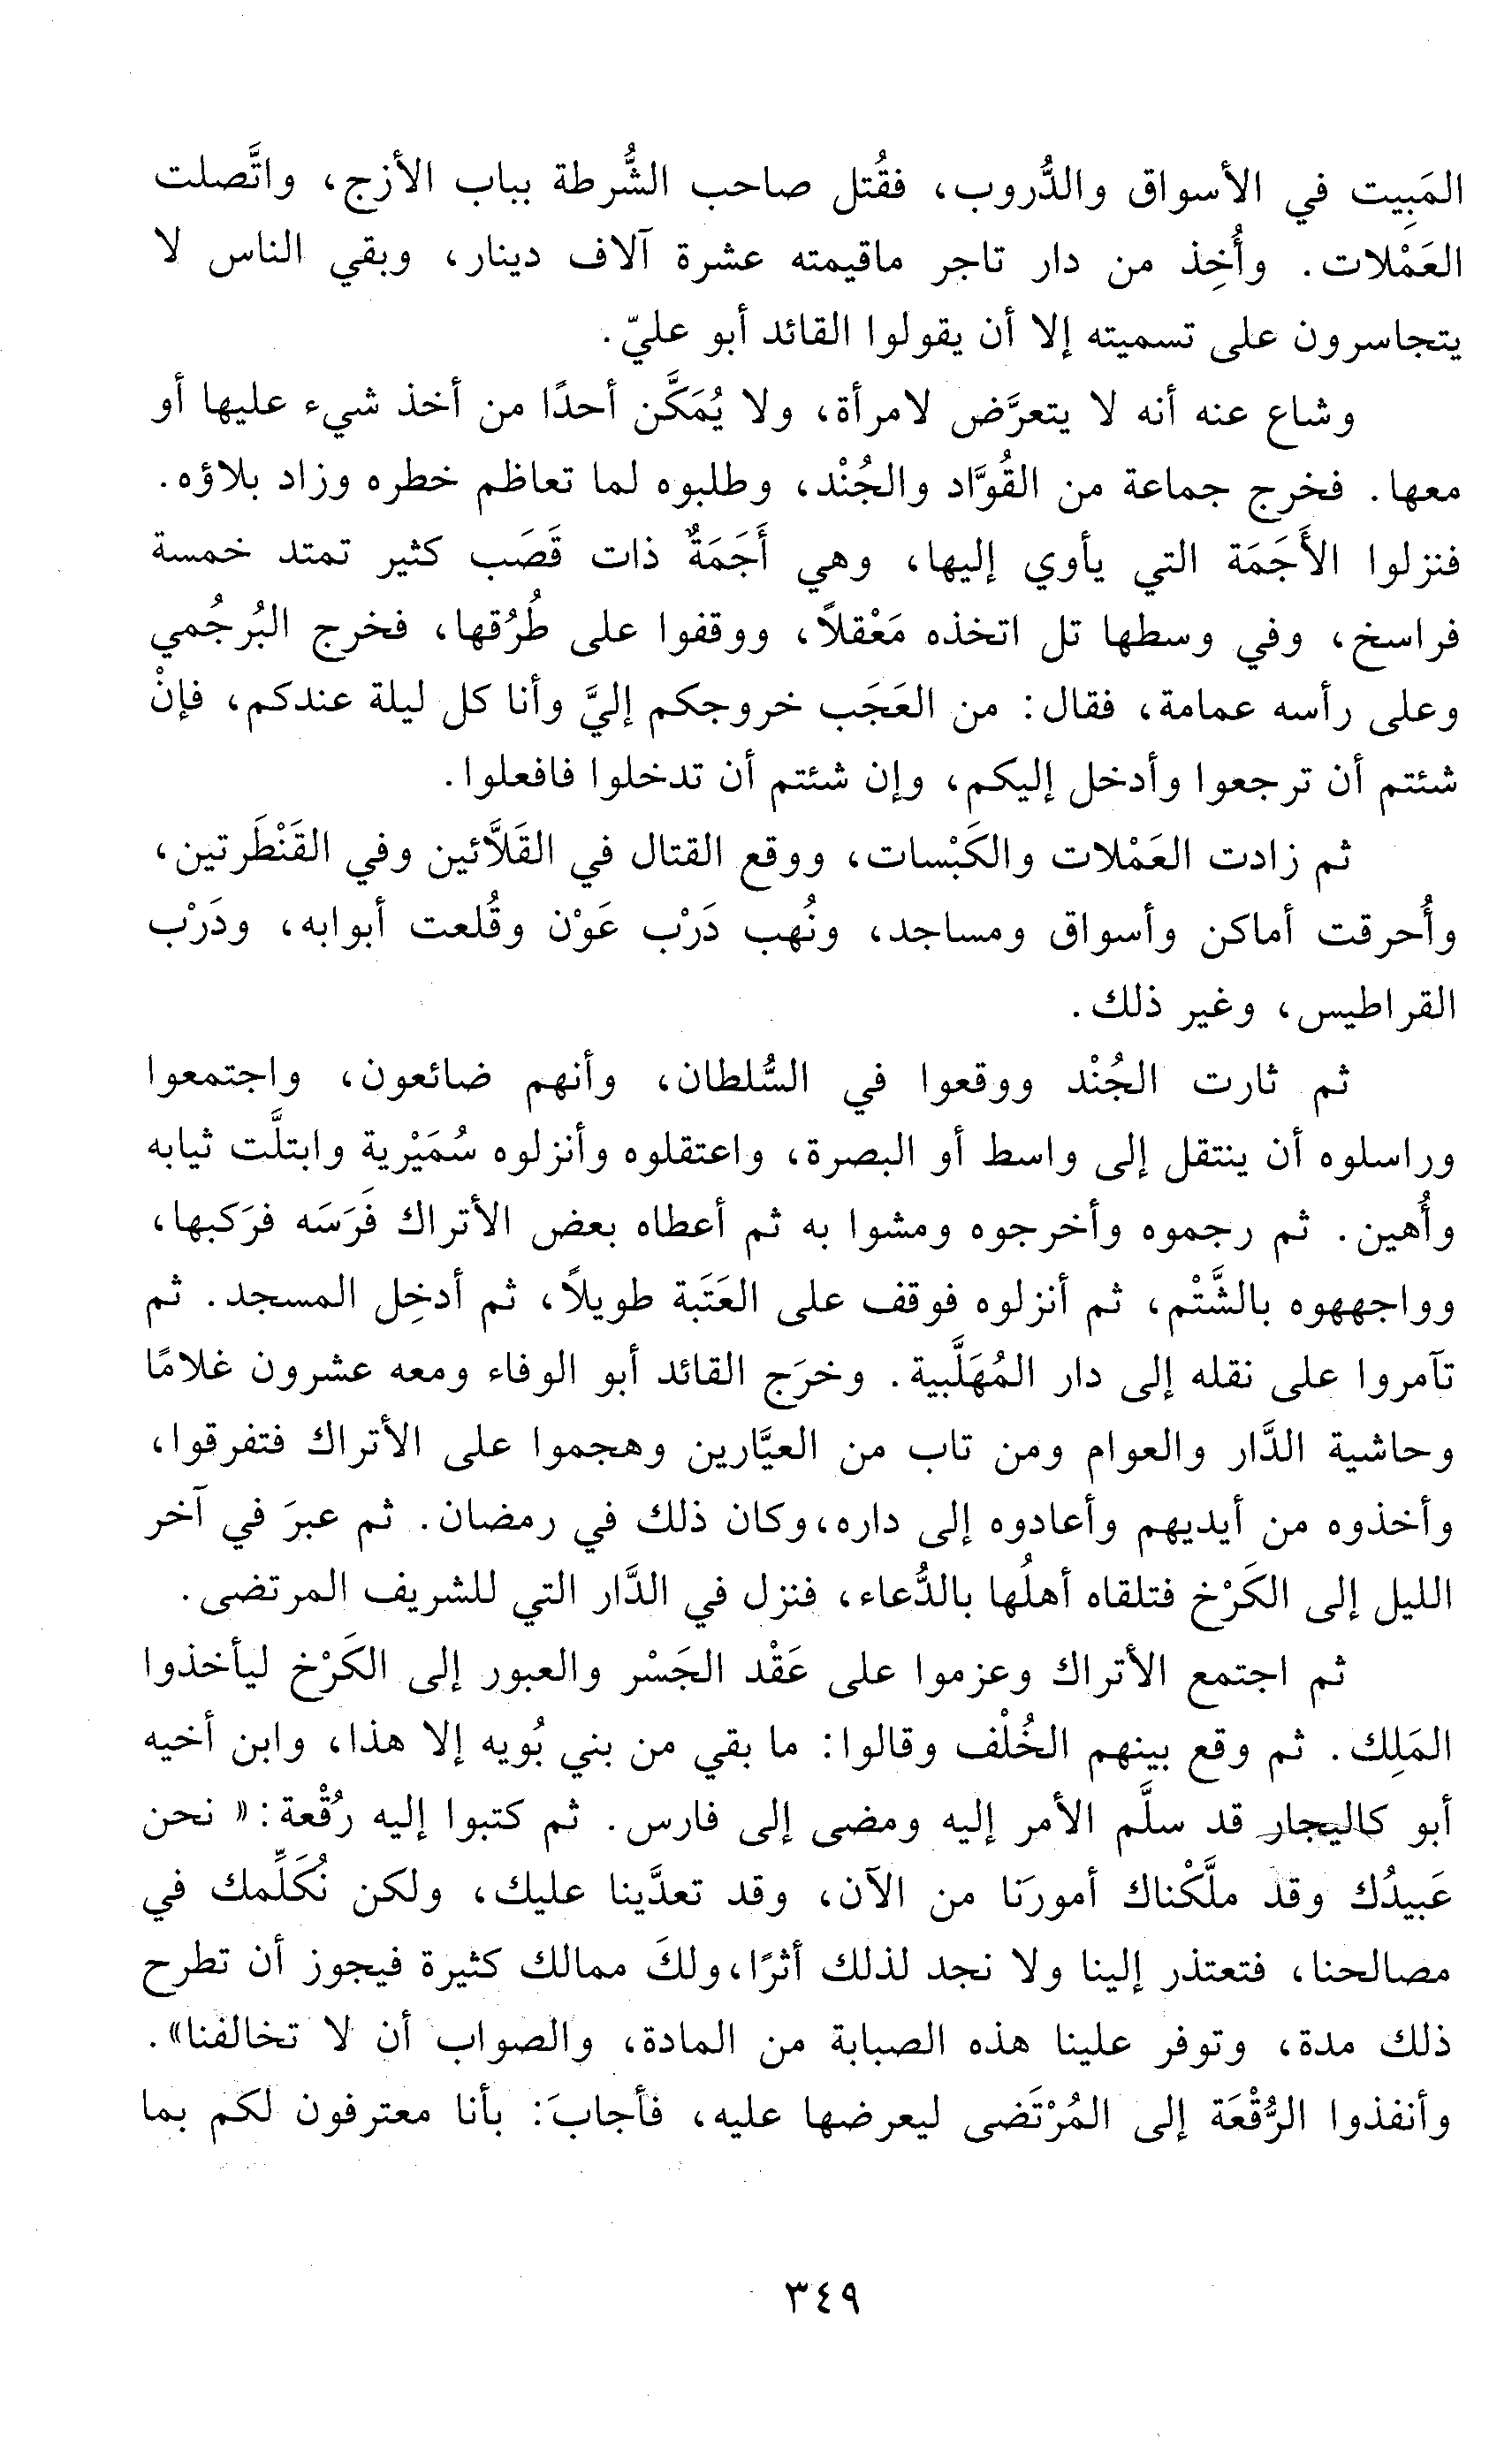 المَبِيت في الأسواق والدُّروب، فقُتل صاحب الشُّرطة بباب الأزج، واتَّصلت
العَمْلات. وأُخِذ من دار تاجر ماقيمته عشرة آلاف دينار، وبقي الناس لا
يتجاسرون على تسميته إلا أن يقولوا القائد أبو عليّ.
وشاع عنه أنه لا يتعرَّض لامرأة، ولا يُمَكَّن أحدًا من أخذ شيء عليها أو
معها. فخرج جماعة من القُوَّاد والجُنْد، وطلبوه لما تعاظم خطره وزاد بلاؤه.
فنزلوا الأَجَمَة التي يأوي إليها، وهي أَجَمَةٌ ذات قَصَب كثير تمتد خمسة
فراسخ، وفي وسطها تل اتخذه مَعْقلاً، ووقفوا على طُرُقها، فخرج البُرجُمي
وعلى رأسه عمامة، فقال: من العَجَب خروجكم إليَّ وأنا كل ليلة عندكم، فإنْ
شئتم أن ترجعوا وأدخل إليكم، وإن شئتم أن تدخلوا فافعلوا.
ثم زادت العَمْلات والكَبْسات، ووقع القتال في القَلاَّئين وفي القَنْطَرتين،
وأُحرقت أماكن وأسواق ومساجد، ونُهب دَرْب عَوْن وقُلعت أبوابه، ودَرْب
القراطيس، وغير ذلك.
ثم ثارت الجُنْد ووقعوا في السُّلطان، وأنهم ضائعون، واجتمعوا
وراسلوه أن ينتقل إلى واسط أو البصرة، واعتقلوه وأنزلوه سُمَيْرية وابتلَّت ثيابه
وأُهين. ثم رجموه وأخرجوه ومشوا به ثم أعطاه بعض الأتراك فَرَسَه فرَكبها،
وواجههوه بالشَّتْم، ثم أنزلوه فوقف على العَتَبة طويلاً، ثم أدخِل المسجد. ثم
تآمروا على نقله إلى دار المُهَلَّبية. وخرَج القائد أبو الوفاء ومعه عشرون غلامًا
وحاشية الدَّار والعوام ومن تاب من العيَّارين وهجموا على الأتراك فتفرقوا،
وأخذوه من أيديهم وأعادوه إلى داره،وكان ذلك في رمضان. ثم عبرَ في آخر
الليل إلى الكَرْخ فتلقاه أهلُها بالدُّعاء، فنزل في الدَّار التي للشريف المرتضى.
ثم اجتمع الأتراك وعزموا على عَقْد الجَسْر والعبور إلى الكَرْخ ليأخذوا
المَلِك. ثم وقع بينهم الخُلْف وقالوا: ما بقي من بني بُويه إلا هذا، وابن أخيه
أبو كاليجار قد سلَّم الأمر إليه ومضى إلى فارس. ثم كتبوا إليه رُقْعة: « نحن
عَبيدُك وقد ملَّكْناك أمورَنا من الآن، وقد تعدَّينا عليك، ولكن نُكَلِّمك في
مصالحنا، فتعتذر إلينا ولا نجد لذلك أثرًا،ولكَ ممالك كثيرة فيجوز أن تطرح
ذلك مدة، وتوفر علينا هذه الصبابة من المادة، والصواب أن لا تخالفنا».
وأنفذوا الرُّقْعَة إلى المُرْتَضى ليعرضها عليه، فأجابَ: بأنا معترفون لكم بما
٣٤٩